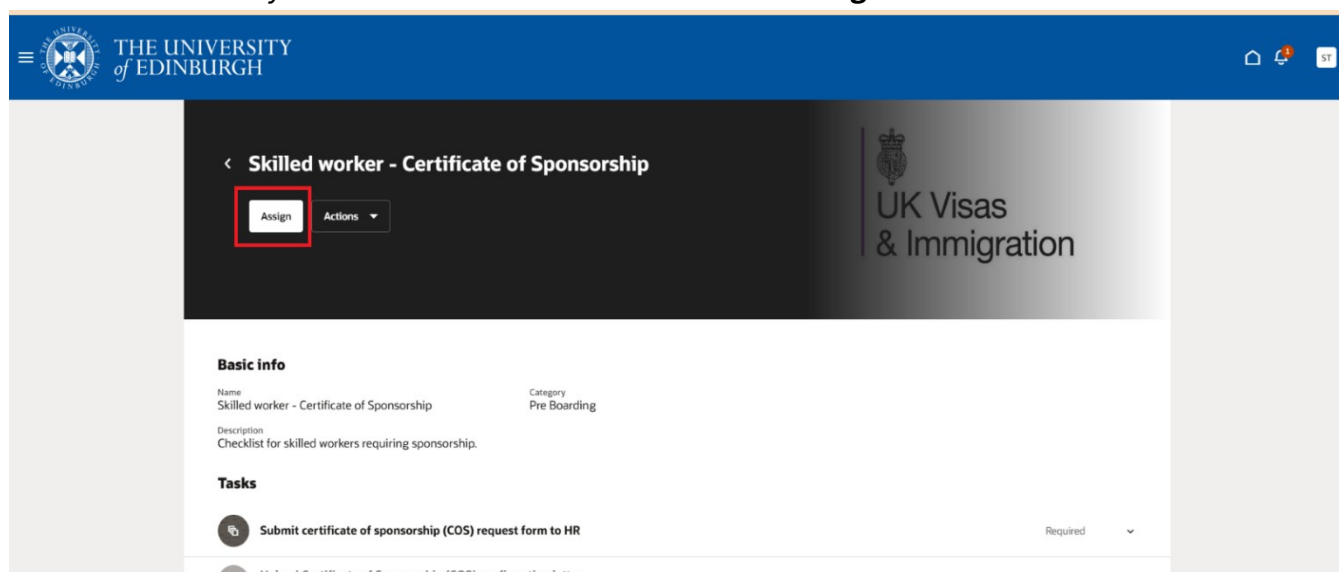 THE UNIVERSITY
of EDINBURGH
ST
Skilled worker - Certificate of Sponsorship
Assign Actions
UK Visas
& Immigration
Basic info
Name Category
Skilled worker - Certificate of Sponsorship Pre Boarding
Description
Checklist for skilled workers requiring sponsorship.
Tasks
Submit certificate of sponsorship (COS) request form to HR Required